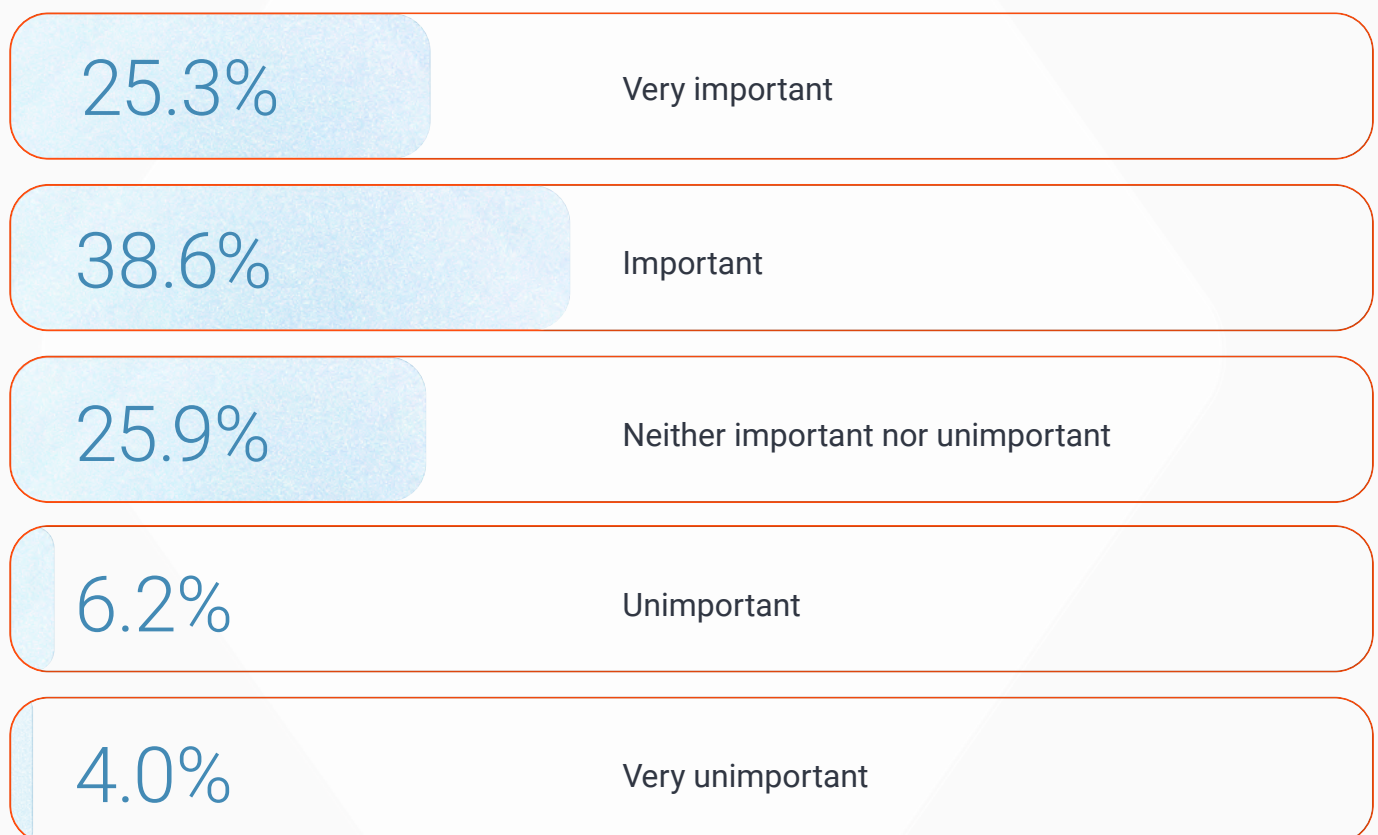 25.3% Very important
38.6% Important
25.9% Neither important nor unimportant
6.2% Unimportant
4.0% Very unimportant